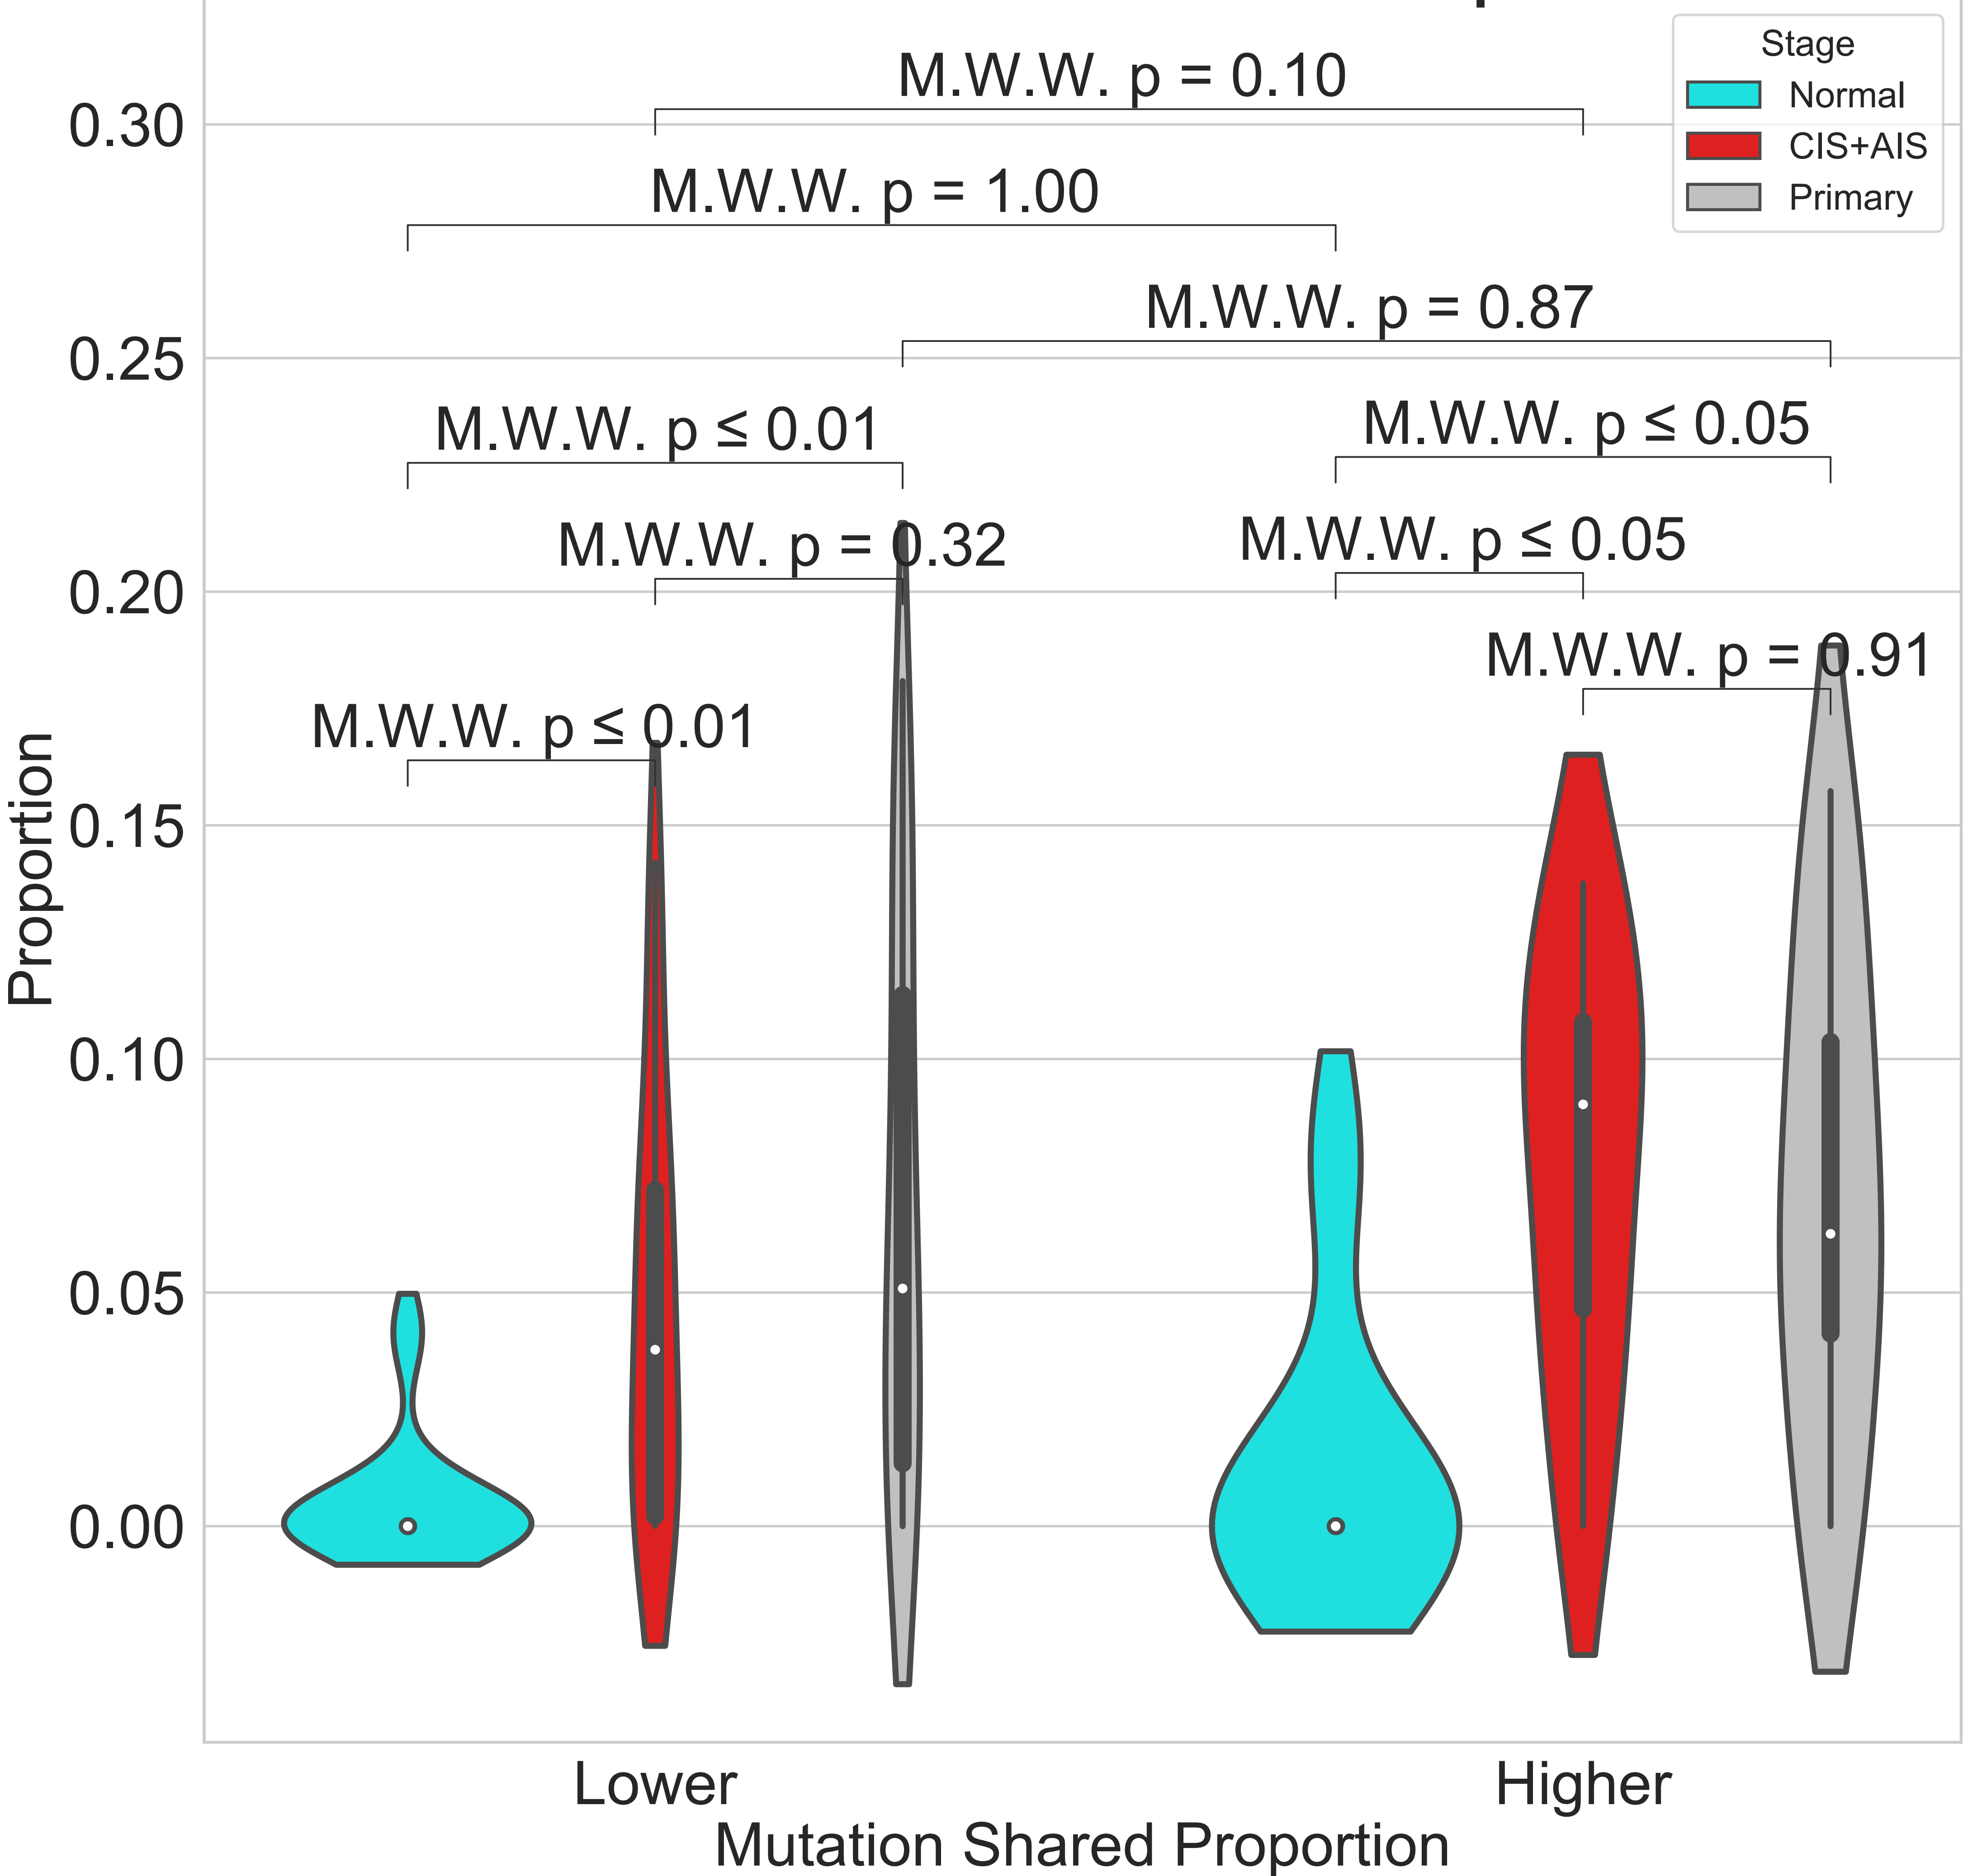 Stage
Normal
CIS+AIS
Primary
M.W.W. p = 0.10
M.W.W. p = 1.00
M.W.W. p = 0.87
M.W.W. p ≤ 0.01
M.W.W. p ≤ 0.05
M.W.W. p = 0.32
M.W.W. p ≤ 0.05
M.W.W. p = 0.91
M.W.W. p ≤ 0.01
0.30
0.25
0.20
0.15
0.10
0.05
0.00
Proportion
Lower
Higher
Mutation Shared Proportion